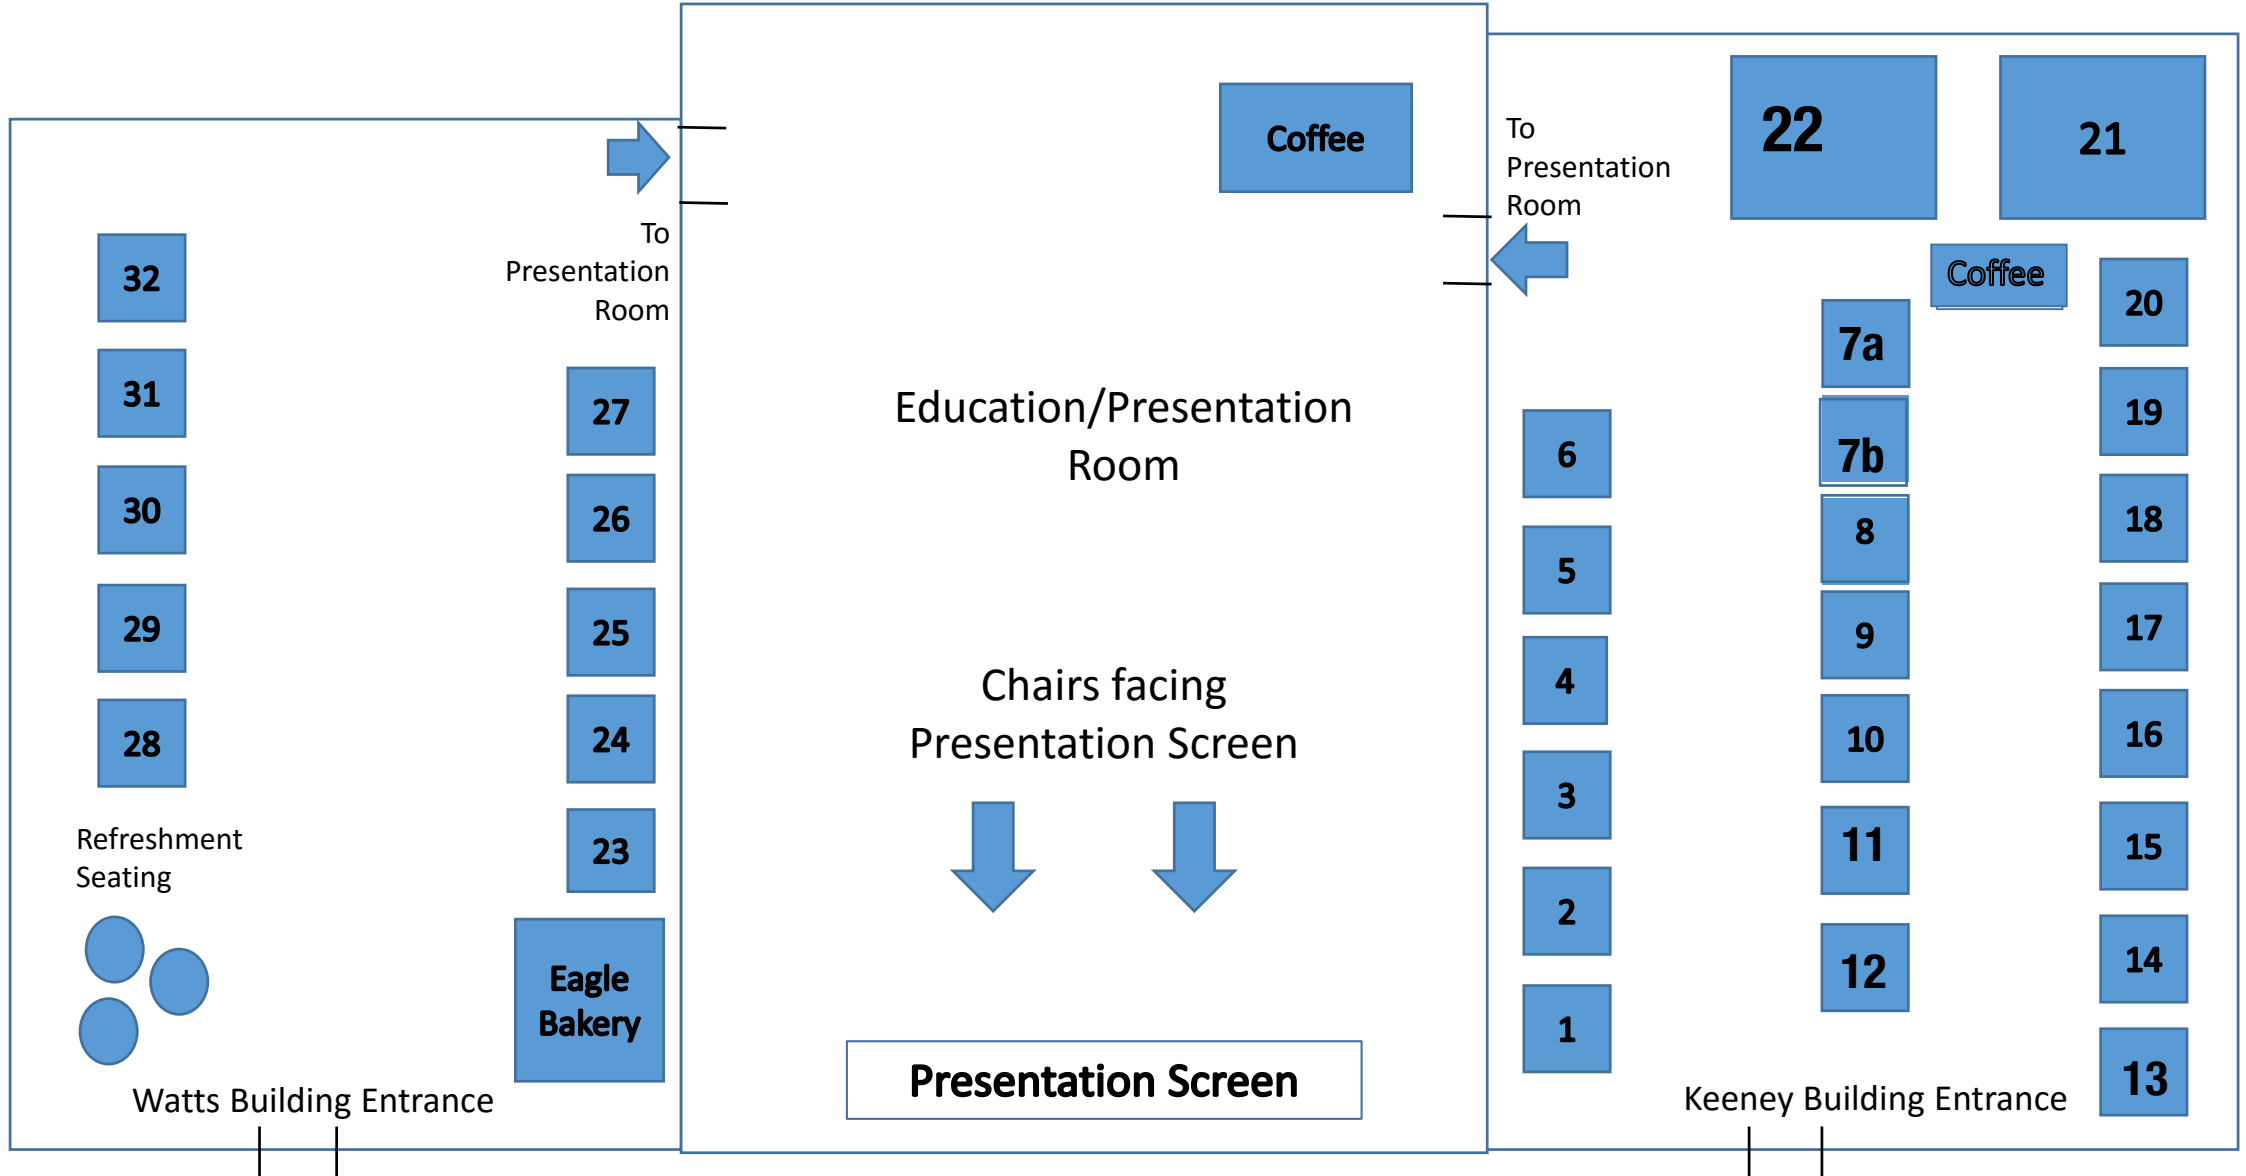 32
31
30
29
28
Refreshment
Seating
Watts Building Entrance
To
Presentation
Room
27
26
25
24
23
Eagle
Bakery
Coffee
Education/Presentation
Room
Chairs facing
Presentation Screen
Presentation Screen
To
Presentation
Room
6
5
4
3
2
1
22
21
Coffee
7a
7b
8
9
10
11
12
20
19
18
17
16
15
14
13
Keeney Building Entrance